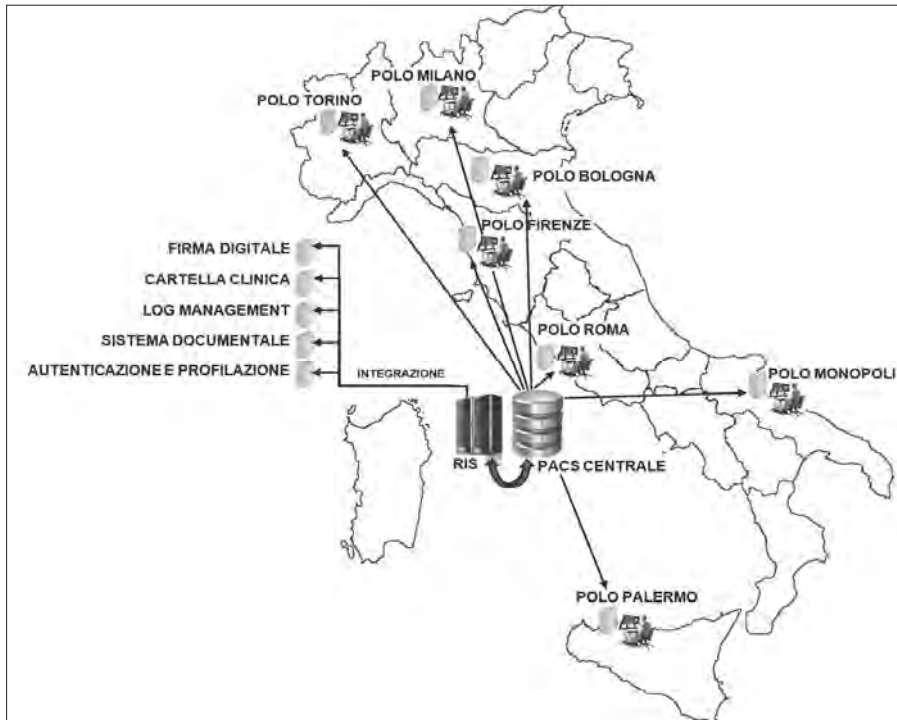 POLO MILANO
POLO TORINO
POLO BOLOGNA
POLO FIRENZE
FIRMA DIGITALE
CARTELLA CLINICA
LOG MANAGEMENT
SISTEMA DOCUMENTALE
AUTENTICAZIONE E PROFILAZIONE
INTEGRAZIONE
POLO ROMA
POLO MONOPOLI
RIS
PACS CENTRALE
POLO PALERMO